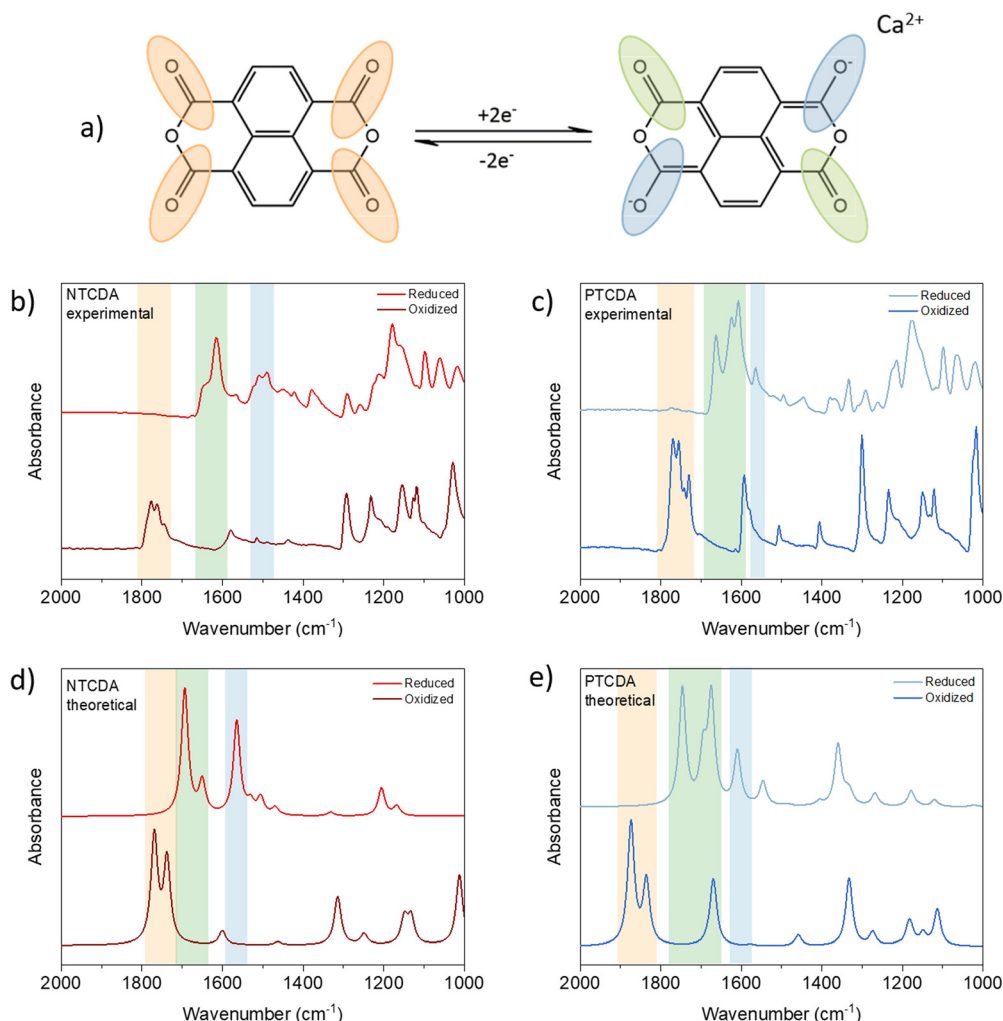 Ca2+
O
O
O
O-
a)
O
O
+2e-
-2e-
O
O
O
O
-O
O
b)
NTCDA
experimental
Reduced
Oxidized
Absorbance
2000 1800 1600 1400 1200 1000
Wavenumber (cm-1)
c)
PTCDA
experimental
Reduced
Oxidized
Absorbance
2000 1800 1600 1400 1200 1000
Wavenumber (cm-1)
d)
NTCDA
theoretical
Reduced
Oxidized
Absorbance
2000 1800 1600 1400 1200 1000
Wavenumber (cm-1)
e)
PTCDA
theoretical
Reduced
Oxidized
Absorbance
2000 1800 1600 1400 1200 1000
Wavenumber (cm-1)